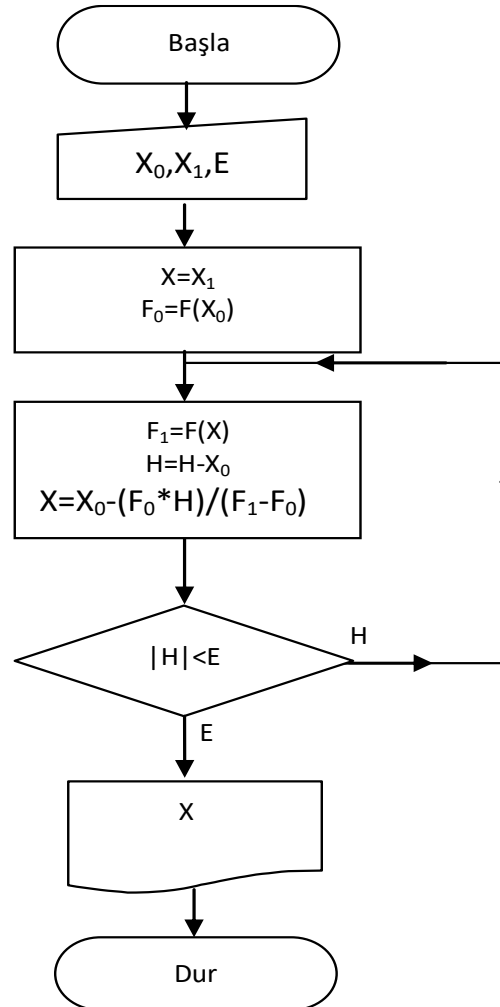 Başla
X₀,X₁,E
X=X₁
F₀=F(X₀)
F₁=F(X)
H=H-X₀
X=X₀-(F₀*H)/(F₁-F₀)
|H|<E
H
E
X
Dur